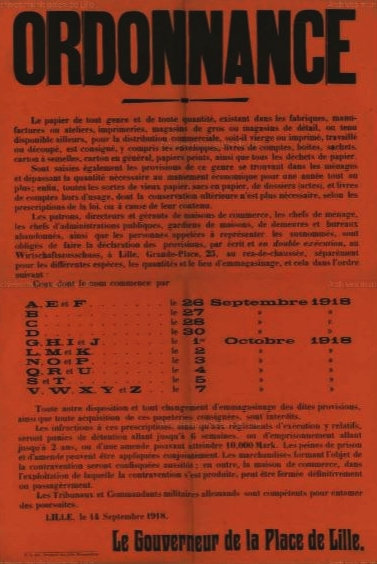 ORDONNANCE
Le papier de tout genre et de toute quantité, existant dans les fabriques, manu-
factures ou ateliers, imprimeries, magasins de gros ou magasins de détail, ou tenu
disponible ailleurs, pour la distribution commerciale, soit-il vierge ou imprimé, travaillé
ou découpé, est consigné, y compris les enveloppes, livres de comptes, boîtes, sachets,
carton à semelles, carton en général, papiers peints, ainsi que tous les déchets de papier.
Sont saisies également les provisions de ce genre se trouvant dans les ménages
et dépassant la quantité nécessaire au maniement économique pour une année tout au
plus; enfin, toutes les sortes de vieux papier, sacs en papier, de dossiers (actes), et livres
de comptes hors d'usage, dont la conservation ultérieure n'est plus nécessaire, selon les
prescriptions de la loi, ou à cause de leur contenu.
Les patrons, directeurs et gérants de maisons de commerce, les chefs de ménage,
les chefs d'administrations publiques, gardiens de maisons, de demeures et bureaux
abandonnés, ainsi que les personnes appelées à représenter les susnommés, sont
obligés de faire la déclaration des provisions, par écrit et en double exécution, au
Wirtschaftsausschuss, à Lille, Grande-Place, 25, au rez-de-chaussée, séparément
pour les différentes espèces, les quantités et le lieu d'emmagasinage, et cela dans l'ordre
suivant :
Ceux dont le nom commence par
A. E et F . . . le 26 Septembre 1918
B . . . le 27 » »
C . . . le 28 » »
D . . . le 30 » »
G. H. I et J . . . le 1er Octobre 1918
L. M et K . . . le 2 » »
N. O et P . . . le 3 » »
Q. R et U . . . le 4 » »
S et T . . . le 5 » »
V. W. X. Y et Z . . . le 7 » »
Toute autre disposition et tout changement d'emmagasinage des dites provisions,
ainsi que toute acquisition de ces papeteries consignées, sont interdits.
Les infractions à ces prescriptions, ainsi qu'aux règlements d'exécution y relatifs,
seront punies de détention allant jusqu'à 6 semaines, ou d'emprisonnement allant
jusqu'à 2 ans, ou d'une amende pouvant atteindre 10.000 Mark. Les peines de prison
et d'amende peuvent être appliquées conjointement. Les marchandises formant l'objet de
la contravention seront confisquées aussitôt; en outre, la maison de commerce, dans
l'exploitation de laquelle la contravention s'est produite, peut être fermée définitivement
ou passagèrement.
Les Tribunaux et Commandants militaires allemands sont compétents pour entamer
des poursuites.
LILLE, le 14 Septembre 1918.
Le Gouverneur de la Place de Lille.